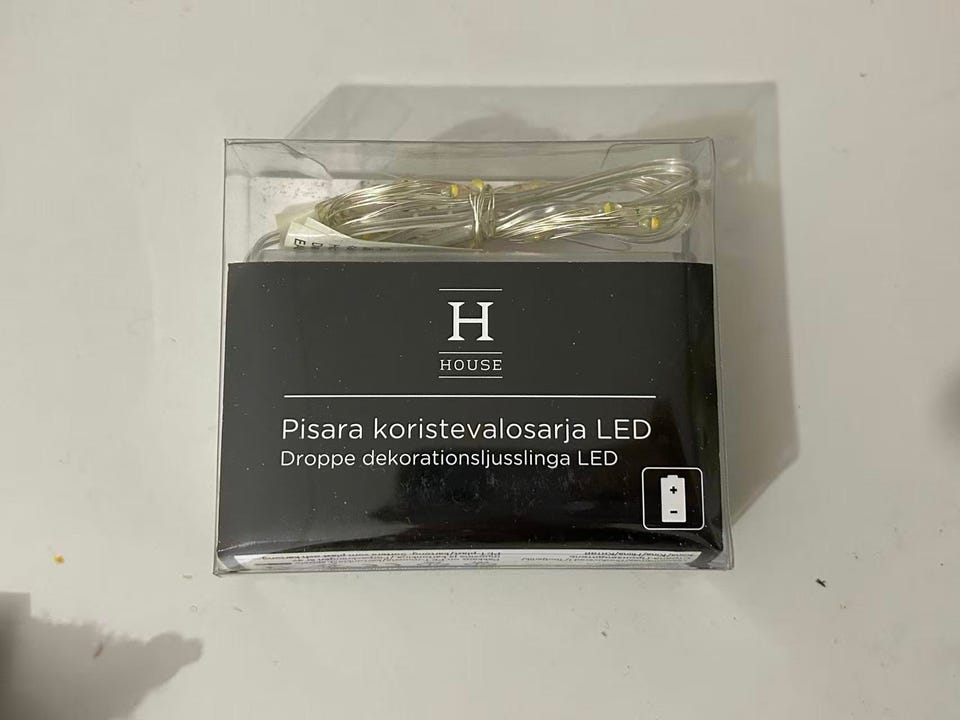 H
HOUSE
Pisara koristevalosarja LED
Droppe dekorationsljusslinga LED
+
-